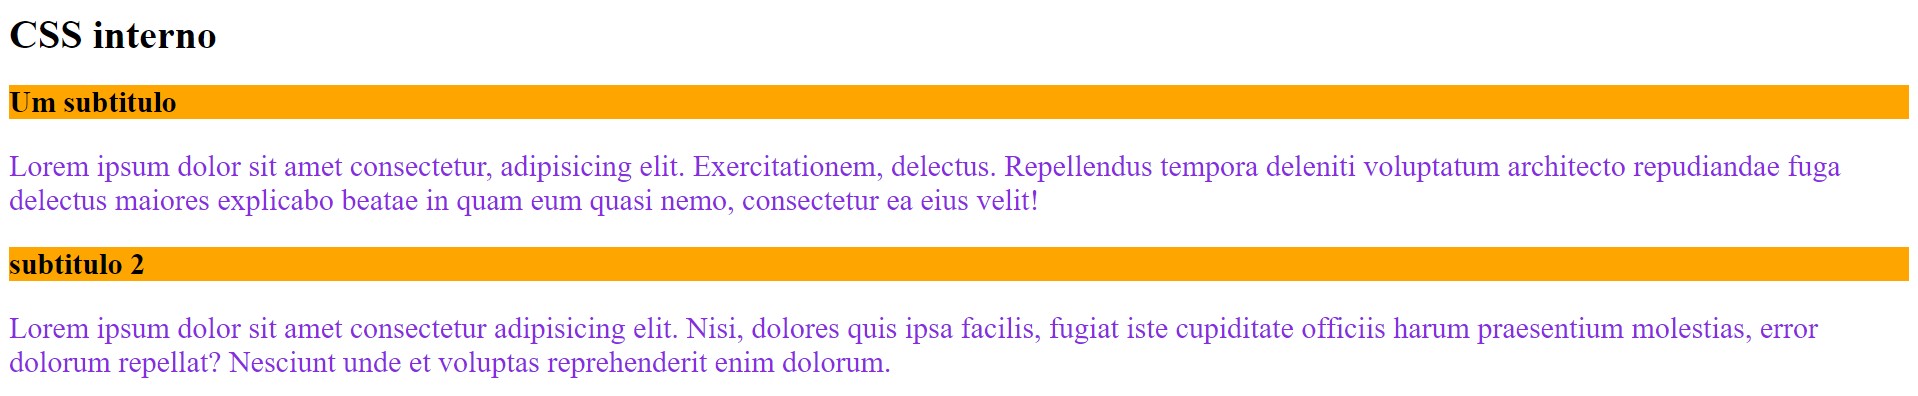 CSS interno
Um subtitulo
Lorem ipsum dolor sit amet consectetur, adipisicing elit. Exercitationem, delectus. Repellendus tempora deleniti voluptatum architecto repudiandae fuga
delectus maiores explicabo beatae in quam eum quasi nemo, consectetur ea eius velit!
subtitulo 2
Lorem ipsum dolor sit amet consectetur adipisicing elit. Nisi, dolores quis ipsa facilis, fugiat iste cupiditate officiis harum praesentium molestias, error
dolorum repellat? Nesciunt unde et voluptas reprehenderit enim dolorum.